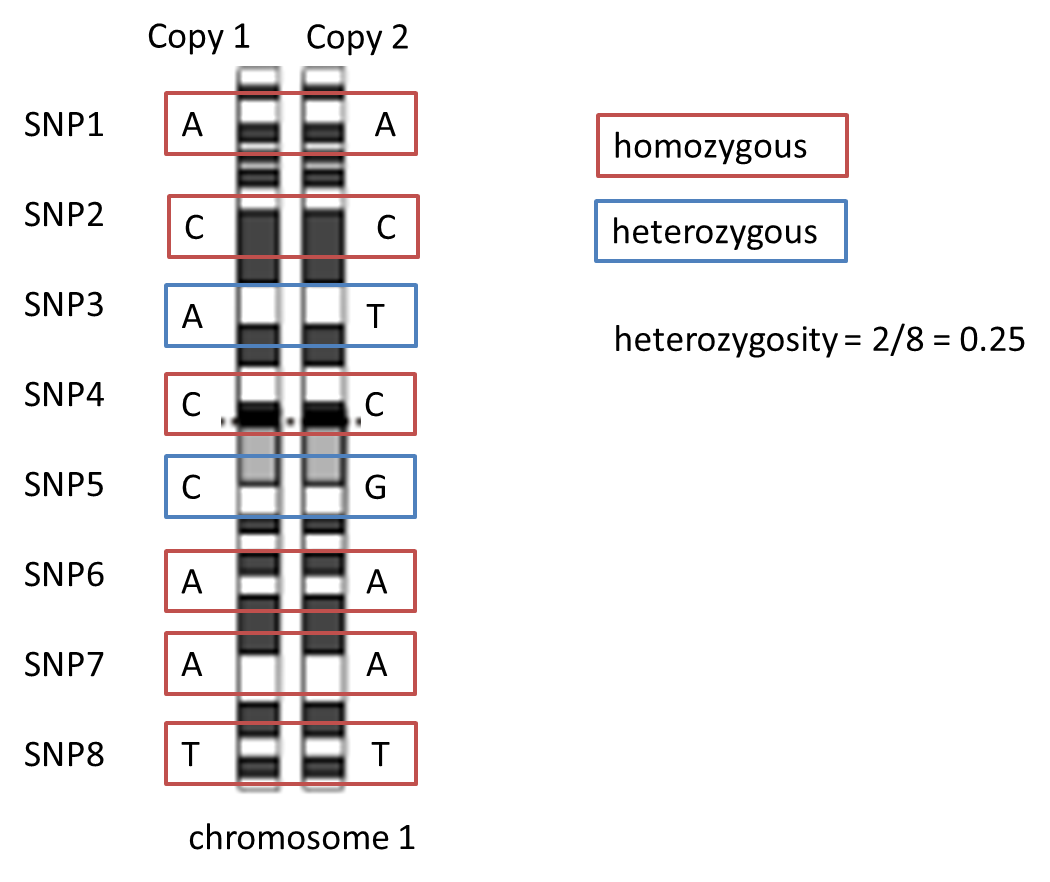 Copy 1 Copy 2
SNP1 A A
SNP2 C C
SNP3 A T
SNP4 C C
SNP5 C G
SNP6 A A
SNP7 A A
SNP8 T T
chromosome 1
homozygous
heterozygous
heterozygosity = 2/8 = 0.25